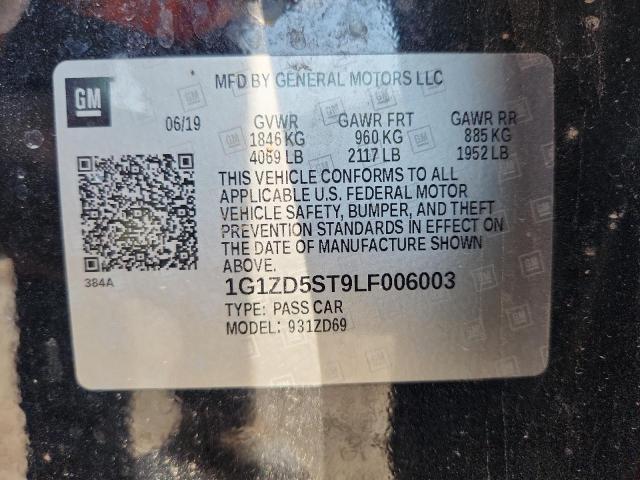 GM
MFD BY GENERAL MOTORS LLC
06/19 GVWR GAWR FRT GAWR RR
1846 KG 960 KG 885 KG
4069 LB 2117 LB 1952 LB
THIS VEHICLE CONFORMS TO ALL
APPLICABLE U.S. FEDERAL MOTOR
VEHICLE SAFETY, BUMPER, AND THEFT
PREVENTION STANDARDS IN EFFECT ON
THE DATE OF MANUFACTURE SHOWN
ABOVE.
384A
1G1ZD5ST9LF006003
TYPE: PASS CAR
MODEL: 931ZD69